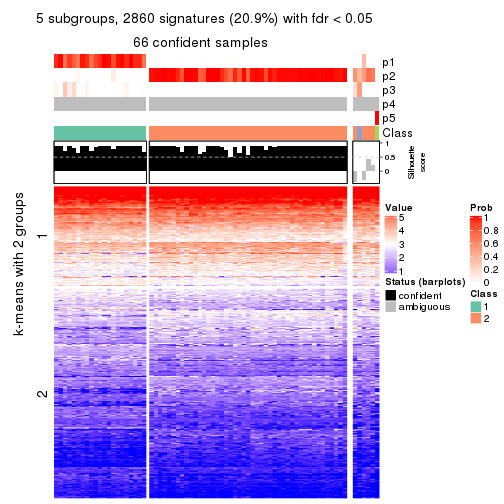 5 subgroups, 2860 signatures (20.9%) with fdr < 0.05
66 confident samples
p1
p2
p3
p4
p5
Class
1
0.5
0
Silhouette
score
k-means with 2 groups
1
2
Value
5
4
3
2
1
Status (barplots)
confident
ambiguous
Prob
1
0.8
0.6
0.4
0.2
0
Class
1
2